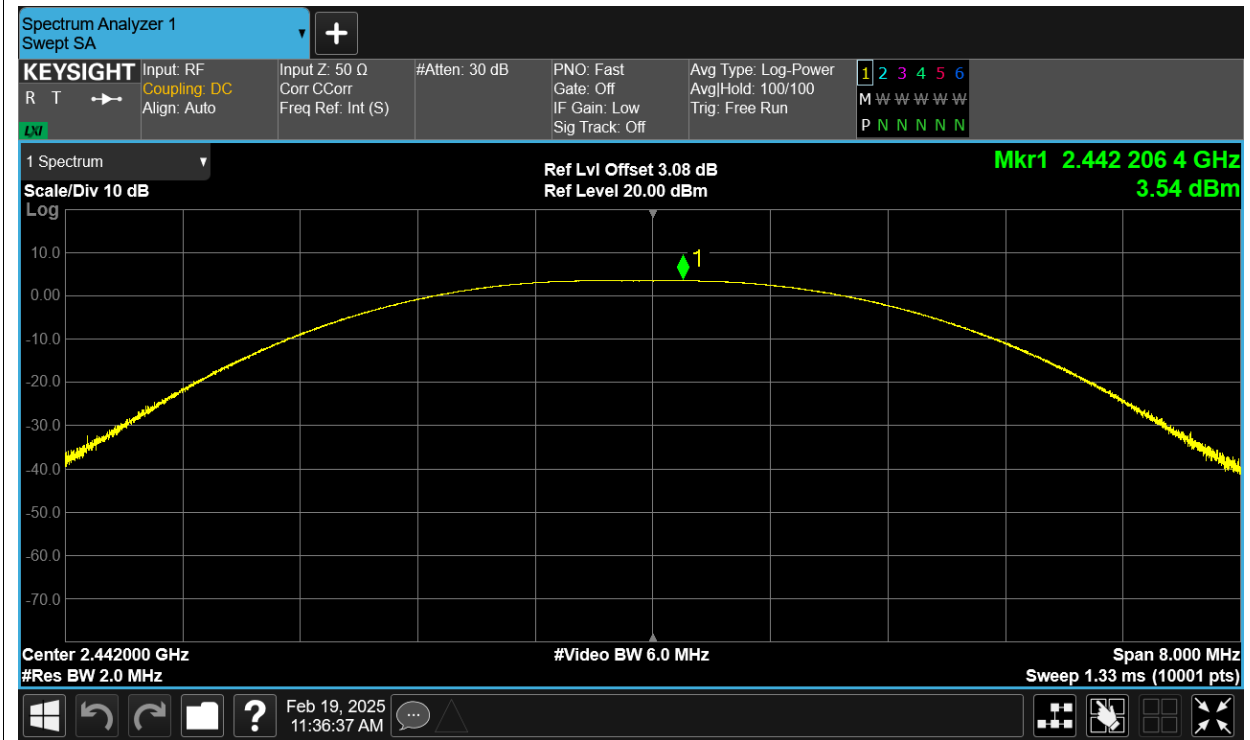 Spectrum Analyzer 1
Swept SA
+
KEYSIGHT
R T
LXI
Input: RF
Coupling: DC
Align: Auto
Input Z: 50 Ω
Corr CCorr
Freq Ref: Int (S)
#Atten: 30 dB
PNO: Fast
Gate: Off
IF Gain: Low
Sig Track: Off
Avg Type: Log-Power
Avg|Hold: 100/100
Trig: Free Run
1 2 3 4 5 6
M W W W W W
P N N N N N
1 Spectrum
Scale/Div 10 dB
Log
Ref Lvl Offset 3.08 dB
Ref Level 20.00 dBm
Mkr1 2.442 206 4 GHz
3.54 dBm
1
10.0
0.00
-10.0
-20.0
-30.0
-40.0
-50.0
-60.0
-70.0
Center 2.442000 GHz
#Res BW 2.0 MHz
#Video BW 6.0 MHz
Span 8.000 MHz
Sweep 1.33 ms (10001 pts)
?
Feb 19, 2025
11:36:37 AM